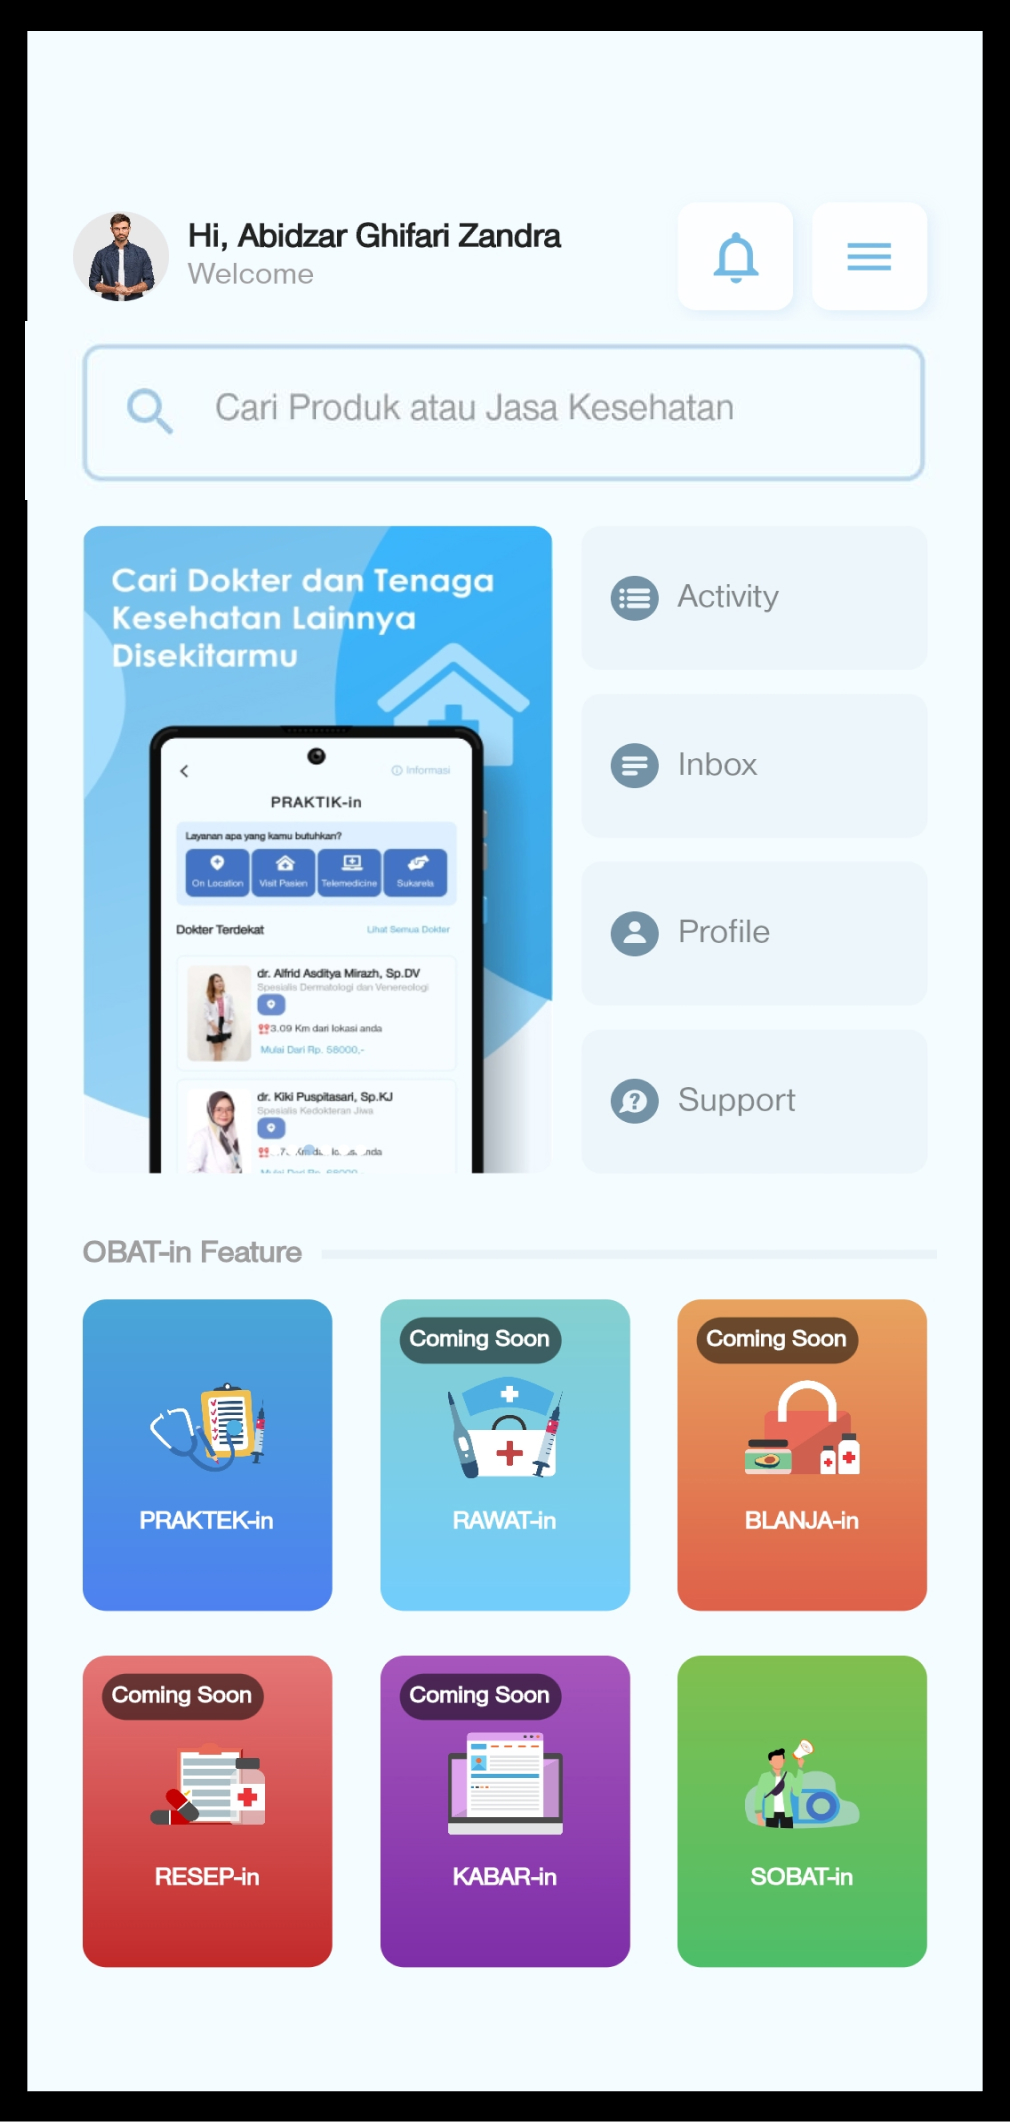 Hi, Abidzar Ghifari Zandra
Welcome
Cari Produk atau Jasa Kesehatan
Cari Dokter dan Tenaga
Kesehatan Lainnya
Disekitarmu
Informasi
PRAKTIK-in
Layanan apa yang kamu butuhkan?
On Location
Visit Pasien
Telemedicine
Sukarela
Dokter Terdekat
Lihat Semua Dokter
dr. Alfrid Asditya Mirazh, Sp.DV
Spesialis Dermatologi dan Venereologi
3.09 Km dari lokasi anda
Mulai Dari Rp. 58000,-
dr. Kiki Puspitasari, Sp.KJ
Spesialis Kedokteran Jiwa
Activity
Inbox
Profile
Support
OBAT-in Feature
PRAKTEK-in
Coming Soon
RAWAT-in
Coming Soon
BLANJA-in
Coming Soon
RESEP-in
Coming Soon
KABAR-in
SOBAT-in